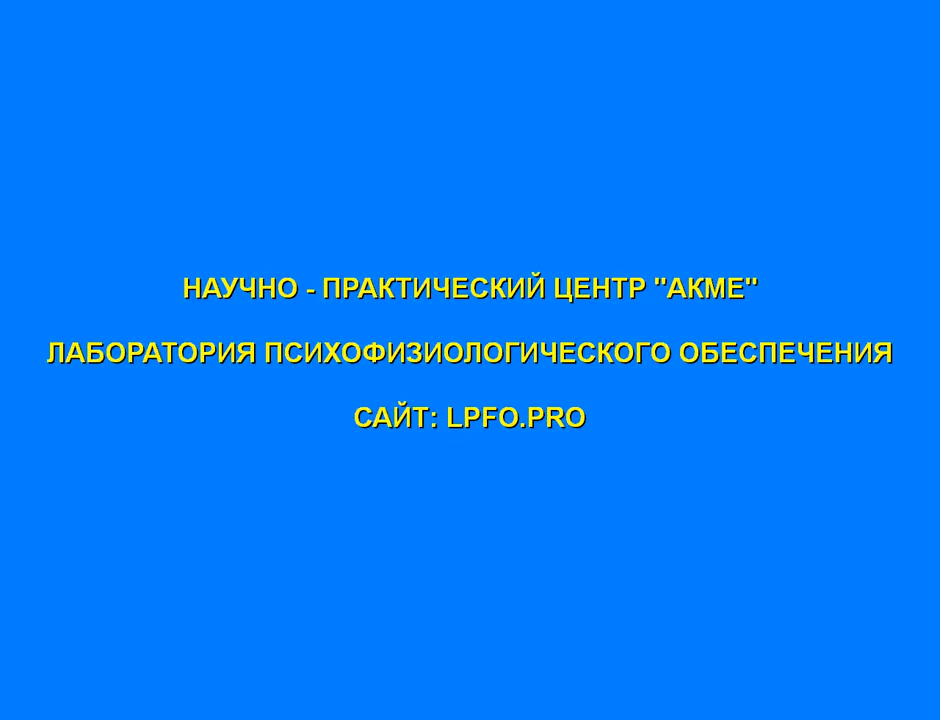 НАУЧНО - ПРАКТИЧЕСКИЙ ЦЕНТР "АКМЕ"
ЛАБОРАТОРИЯ ПСИХОФИЗИОЛОГИЧЕСКОГО ОБЕСПЕЧЕНИЯ
САЙТ: LPFO.PRO